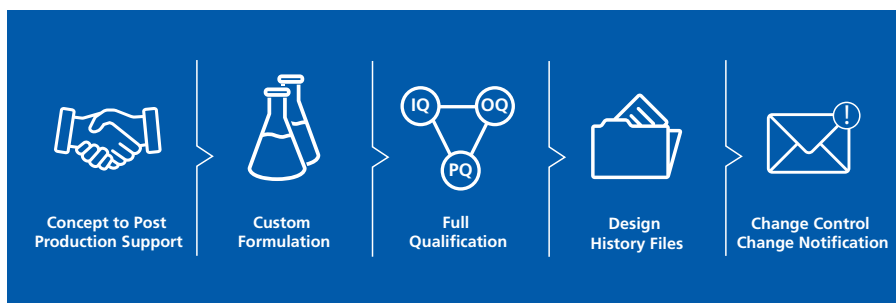 IQ
OQ
PQ
!
Concept to Post
Production Support
Custom
Formulation
Full
Qualification
Design
History Files
Change Control
Change Notification